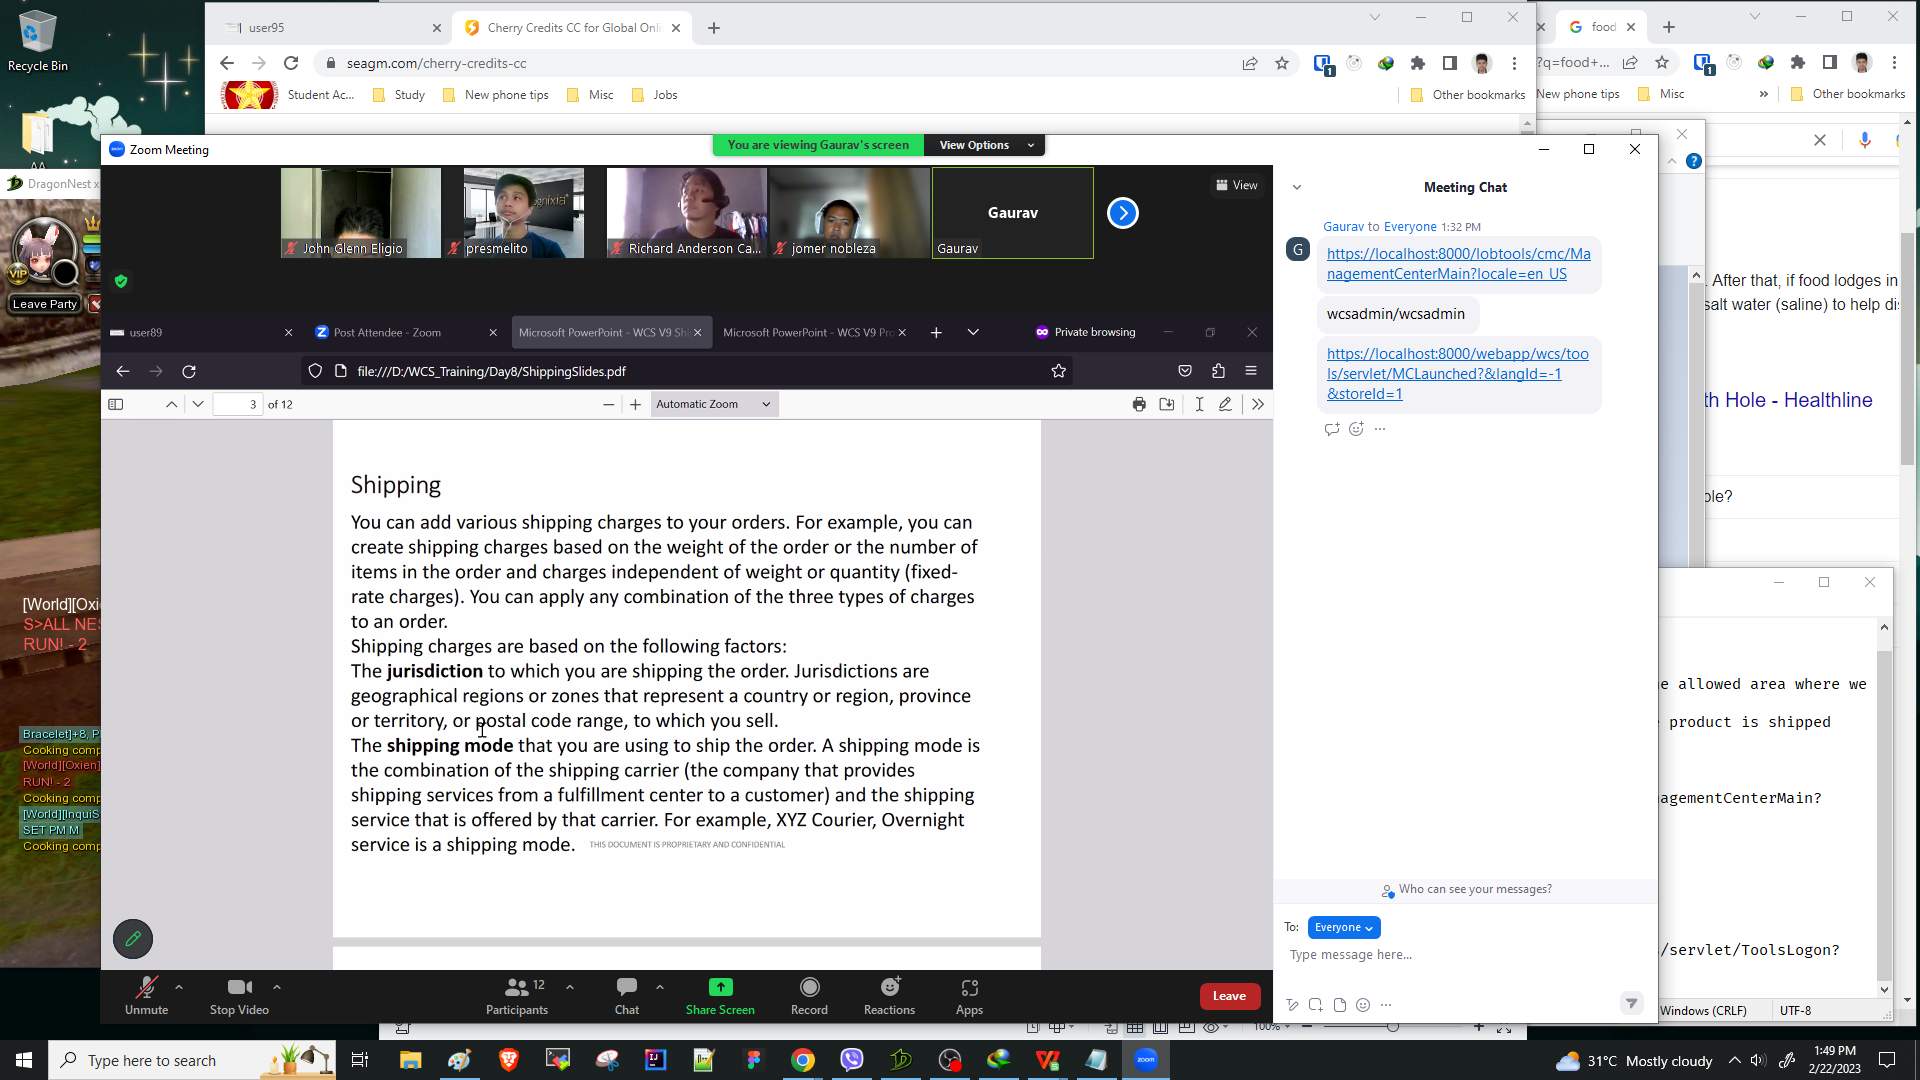 Recycle Bin
user95
Cherry Credits CC for Global Onli
food
seagm.com/cherry-credits-cc
?q=food+...
Student Ac...
Study
New phone tips
Misc
Jobs
Other bookmarks
New phone tips
Misc
Other bookmarks
Zoom Meeting
You are viewing Gaurav's screen
View Options
DragonNest
VIP
Leave Party
John Glenn Eligio
presmelito
Richard Anderson Ca...
jomer nobleza
Gaurav
Gaurav
View
Meeting Chat
Gaurav to Everyone 1:32 PM
G
https://localhost:8000/lobtools/cmc/Ma
nagementCenterMain?locale=en_US
wcsadmin/wcsadmin
https://localhost:8000/webapp/wcs/too
ls/servlet/MCLaunched?&langId=-1
&storeId=1
. After that, if food lodges in
salt water (saline) to help dis
th Hole - Healthline
ole?
user89
Post Attendee - Zoom
Microsoft PowerPoint - WCS V9 Shi
Microsoft PowerPoint - WCS V9 Pro
Private browsing
file:///D:/WCS_Training/Day8/ShippingSlides.pdf
3 of 12
Automatic Zoom
Shipping
You can add various shipping charges to your orders. For example, you can
create shipping charges based on the weight of the order or the number of
items in the order and charges independent of weight or quantity (fixed-
rate charges). You can apply any combination of the three types of charges
to an order.
Shipping charges are based on the following factors:
The jurisdiction to which you are shipping the order. Jurisdictions are
geographical regions or zones that represent a country or region, province
or territory, or postal code range, to which you sell.
The shipping mode that you are using to ship the order. A shipping mode is
the combination of the shipping carrier (the company that provides
shipping services from a fulfillment center to a customer) and the shipping
service that is offered by that carrier. For example, XYZ Courier, Overnight
service is a shipping mode.
THIS DOCUMENT IS PROPRIETARY AND CONFIDENTIAL
[World][Oxi
S>ALL NES
RUN! - 2
Bracelet]+8, P
Cooking comp
[World][Oxien]
RUN! - 2
Cooking comp
[World][InquiS
SET PM M
Cooking comp
e allowed area where we
product is shipped
agementCenterMain?
/servlet/ToolsLogon?
Who can see your messages?
To: Everyone
Type message here...
Unmute
Stop Video
12
Participants
Chat
Share Screen
Record
Reactions
Apps
Leave
Windows (CRLF)
UTF-8
100%
Type here to search
zoom
31°C Mostly cloudy
1:49 PM
2/22/2023